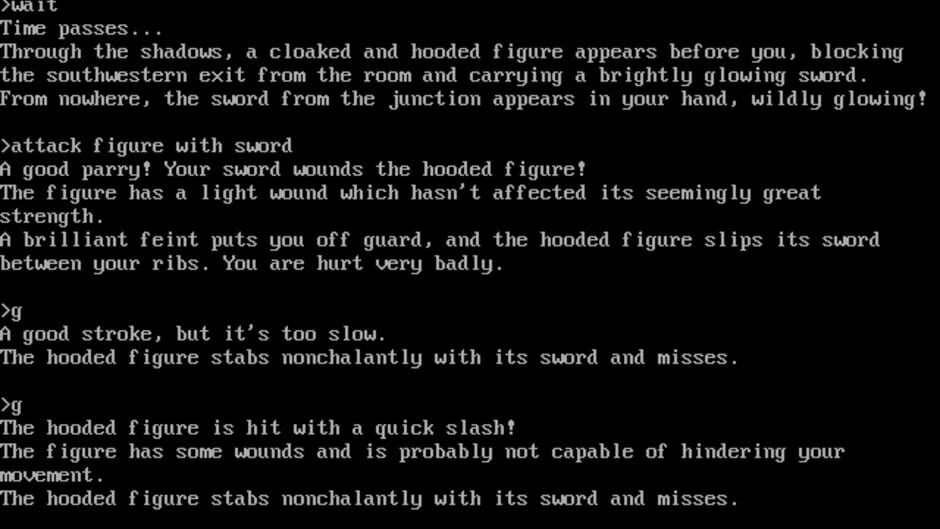 >wait
Time passes...
Through the shadows, a cloaked and hooded figure appears before you, blocking
the southwestern exit from the room and carrying a brightly glowing sword.
From nowhere, the sword from the junction appears in your hand, wildly glowing!
>attack figure with sword
A good parry! Your sword wounds the hooded figure!
The figure has a light wound which hasn't affected its seemingly great
strength.
A brilliant feint puts you off guard, and the hooded figure slips its sword
between your ribs. You are hurt very badly.
>g
A good stroke, but it's too slow.
The hooded figure stabs nonchalantly with its sword and misses.
>g
The hooded figure is hit with a quick slash!
The figure has some wounds and is probably not capable of hindering your
movement.
The hooded figure stabs nonchalantly with its sword and misses.